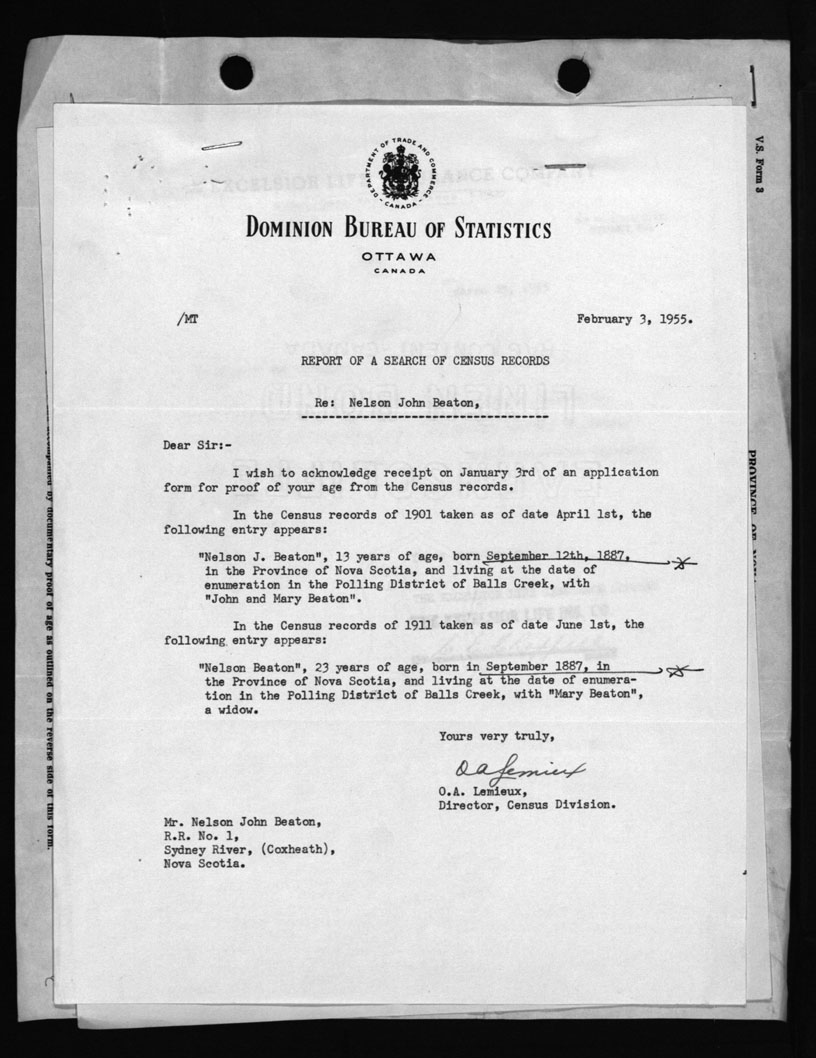 DEPARTMENT OF TRADE AND COMMERCE
- CANADA -
DOMINION BUREAU OF STATISTICS
OTTAWA
CANADA
/MT
February 3, 1955.
REPORT OF A SEARCH OF CENSUS RECORDS
Re: Nelson John Beaton,
Dear Sir:-
I wish to acknowledge receipt on January 3rd of an application
form for proof of your age from the Census records.
In the Census records of 1901 taken as of date April 1st, the
following entry appears:
"Nelson J. Beaton", 13 years of age, born September 12th, 1887,
in the Province of Nova Scotia, and living at the date of
enumeration in the Polling District of Balls Creek, with
"John and Mary Beaton".
In the Census records of 1911 taken as of date June 1st, the
following entry appears:
"Nelson Beaton", 23 years of age, born in September 1887, in
the Province of Nova Scotia, and living at the date of enumera-
tion in the Polling District of Balls Creek, with "Mary Beaton",
a widow.
Yours very truly,
O A Lemieux
O.A. Lemieux,
Director, Census Division.
Mr. Nelson John Beaton,
R.R. No. 1,
Sydney River, (Coxheath),
Nova Scotia.
V.S. Form 3
PROVINCE OF
by documentary proof of age as outlined on the reverse side of this form.